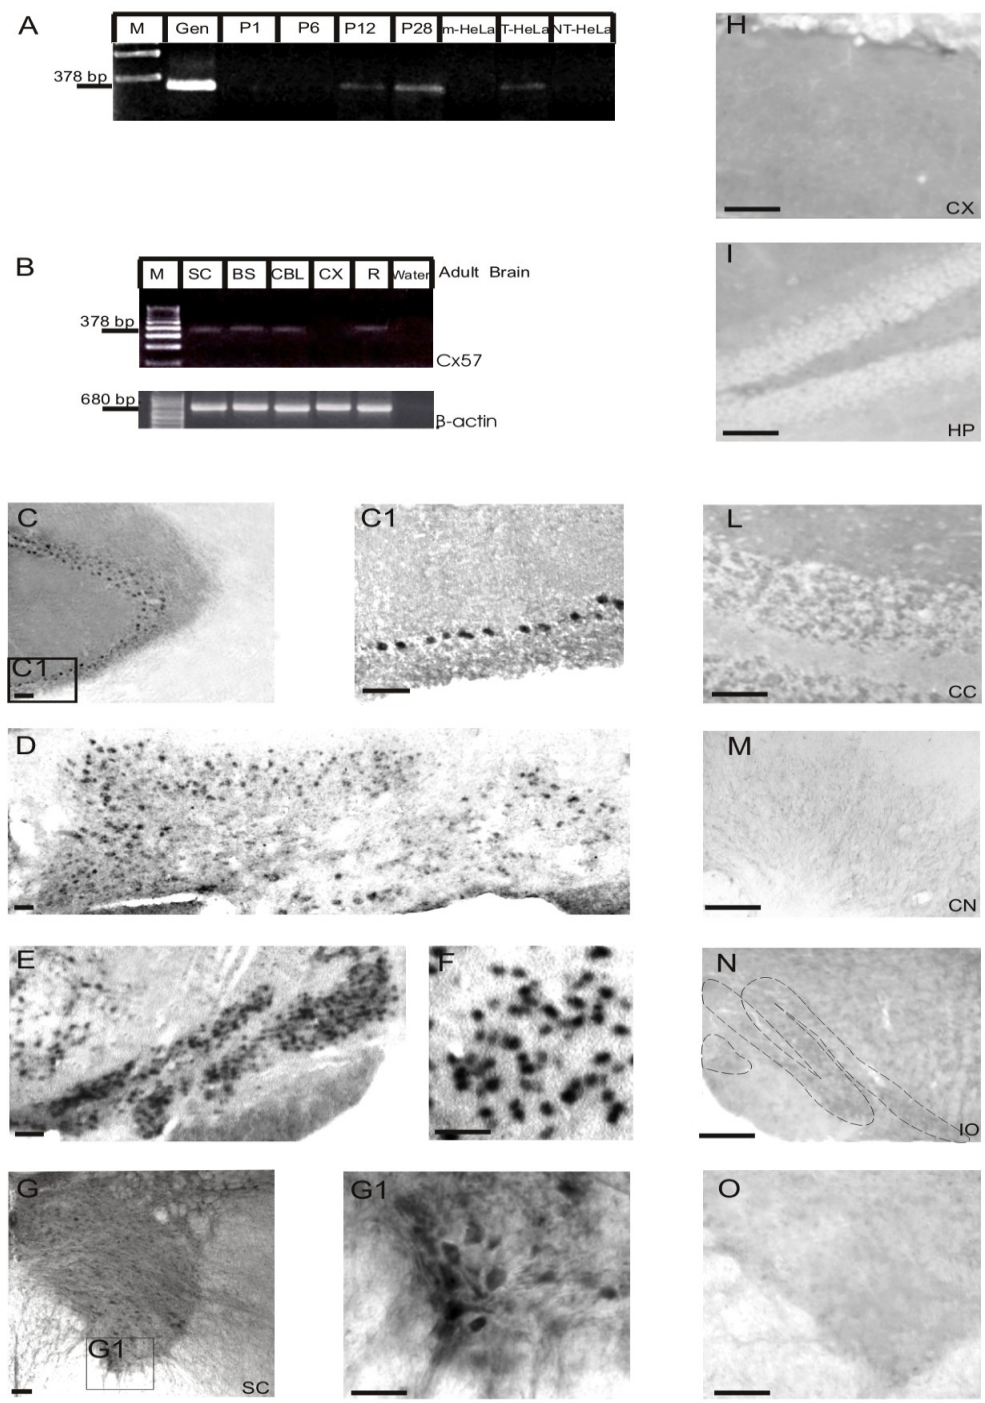 A
M Gen P1 P6 P12 P28 m-HeLa T-HeLa NT-HeLa
378 bp
H
CX
B
M SC BS CBL CX R Water Adult Brain
378 bp
Cx57
680 bp
β-actin
I
HP
C
C1
C1
L
CC
D
M
CN
E
F
N
IO
G
G1
SC
G1
O